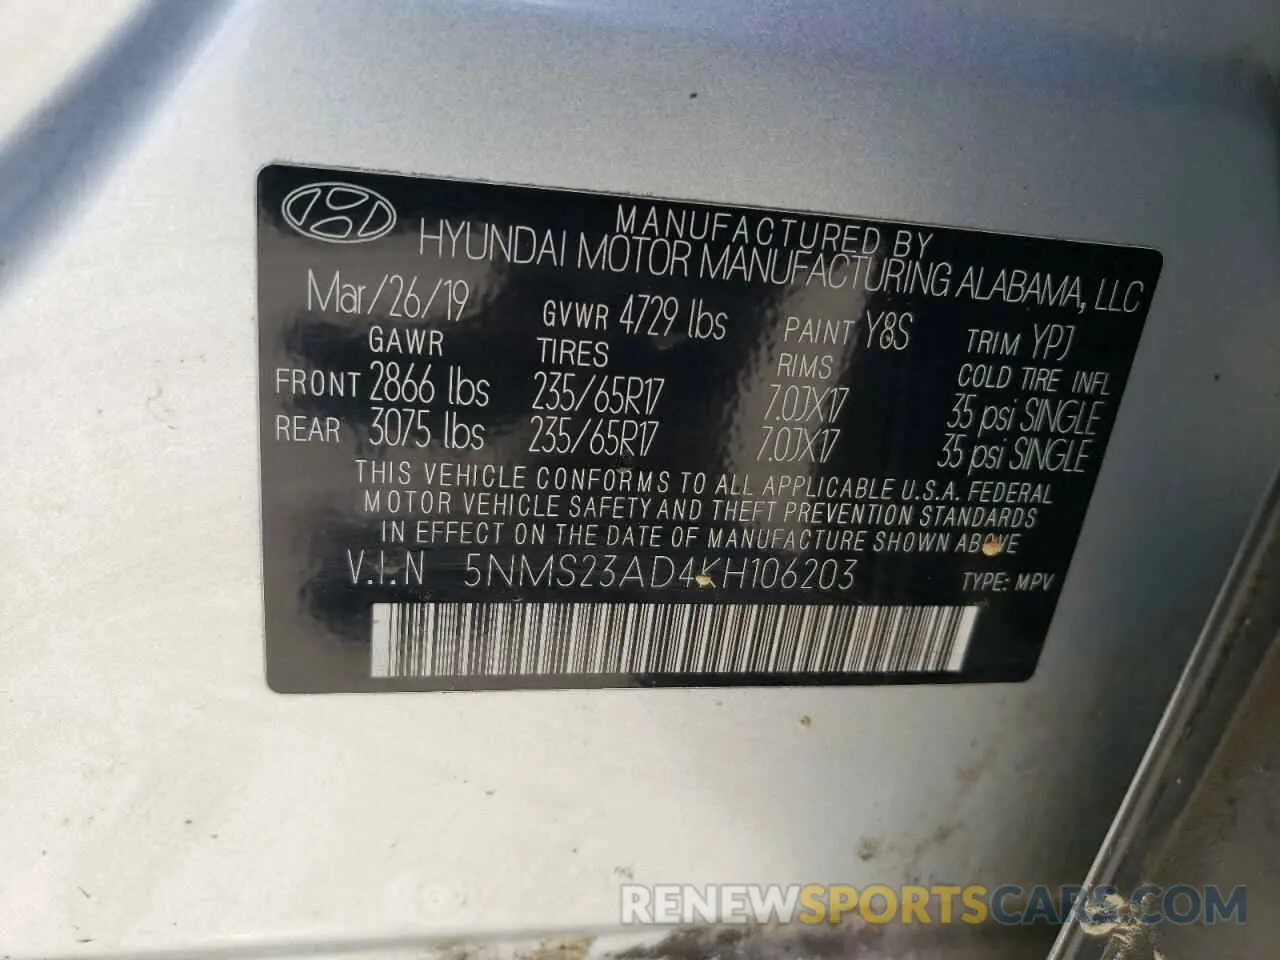 MANUFACTURED BY
HYUNDAI MOTOR MANUFACTURING ALABAMA, LLC
Mar/26/19 GVWR 4729 lbs PAINT Y8S TRIM YPJ
GAWR TIRES RIMS COLD TIRE INFL
FRONT 2866 lbs 235/65R17 7.0JX17 35 psi SINGLE
REAR 3075 lbs 235/65R17 7.0JX17 35 psi SINGLE
THIS VEHICLE CONFORMS TO ALL APPLICABLE U.S.A. FEDERAL
MOTOR VEHICLE SAFETY AND THEFT PREVENTION STANDARDS
IN EFFECT ON THE DATE OF MANUFACTURE SHOWN ABOVE
V.I.N 5NMS23AD4KH106203 TYPE: MPV
RENEWSPORTSCARS.COM